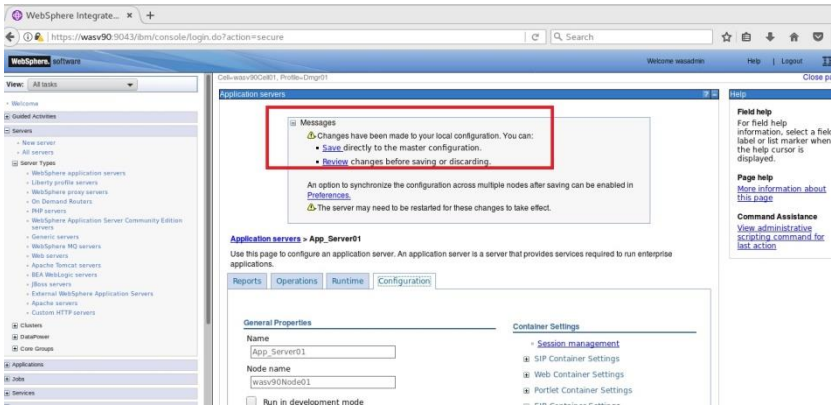 WebSphere Integrate...
https://wasv90:9043/ibm/console/login.do?action=secure
Search
WebSphere. software
Welcome wasadmin
Help | Logout
Cell=wasv90Cell01, Profile=Dmgr01
Close pa
View: All tasks
Welcome
Guided Activities
Servers
New server
All servers
Server Types
WebSphere application servers
Liberty profile servers
WebSphere proxy servers
On Demand Routers
PHP servers
WebSphere Application Server Community Edition
servers
Generic servers
WebSphere MQ servers
Web servers
Apache Tomcat servers
BEA WebLogic servers
JBoss servers
External WebSphere Application Servers
Apache servers
Custom HTTP servers
Clusters
DataPower
Core Groups
Applications
Jobs
Services
Application servers
Messages
Changes have been made to your local configuration. You can:
Save directly to the master configuration.
Review changes before saving or discarding.
An option to synchronize the configuration across multiple nodes after saving can be enabled in
Preferences.
The server may need to be restarted for these changes to take effect.
Application servers > App_Server01
Use this page to configure an application server. An application server is a server that provides services required to run enterprise
applications.
Reports Operations Runtime Configuration
General Properties
Name
App_Server01
Node name
wasv90Node01
Run in development mode
Container Settings
Session management
SIP Container Settings
Web Container Settings
Portlet Container Settings
Help
Field help
For field help
information, select a field
label or list marker when
the help cursor is
displayed.
Page help
More information about
this page
Command Assistance
View administrative
scripting command for
last action